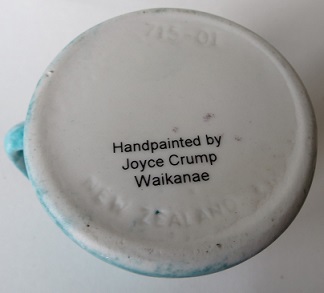 715-01
Handpainted by
Joyce Crump
Waikanae
NEW ZEALAND